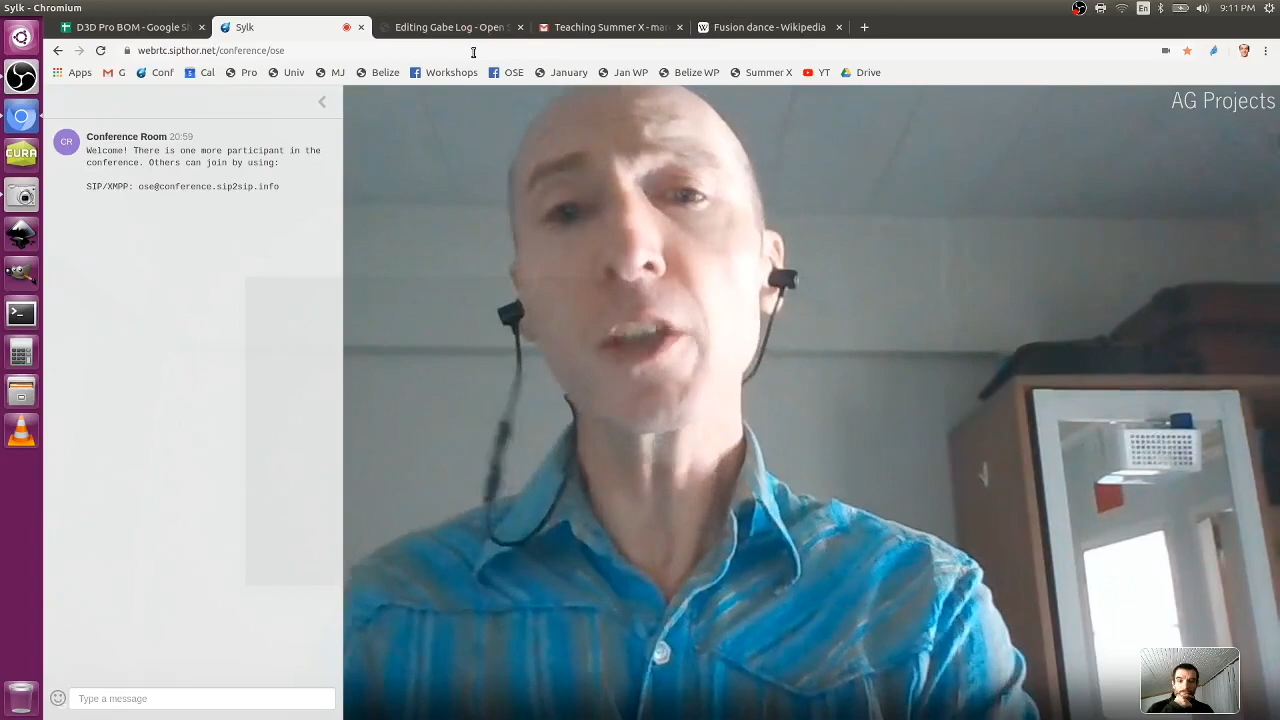 Sylk - Chromium
En
9:11 PM
D3D Pro BOM - Google Sh
Sylk
Editing Gabe Log - Open S
Teaching Summer X - mar
Fusion dance - Wikipedia
webrtc.sipthor.net/conference/ose
Apps
G
Conf
Cal
Pro
Univ
MJ
Belize
Workshops
OSE
January
Jan WP
Belize WP
Summer X
YT
Drive
AG Projects
CR
Conference Room 20:59
Welcome! There is one more participant in the
conference. Others can join by using:
SIP/XMPP: ose@conference.sip2sip.info
CURA
Type a message